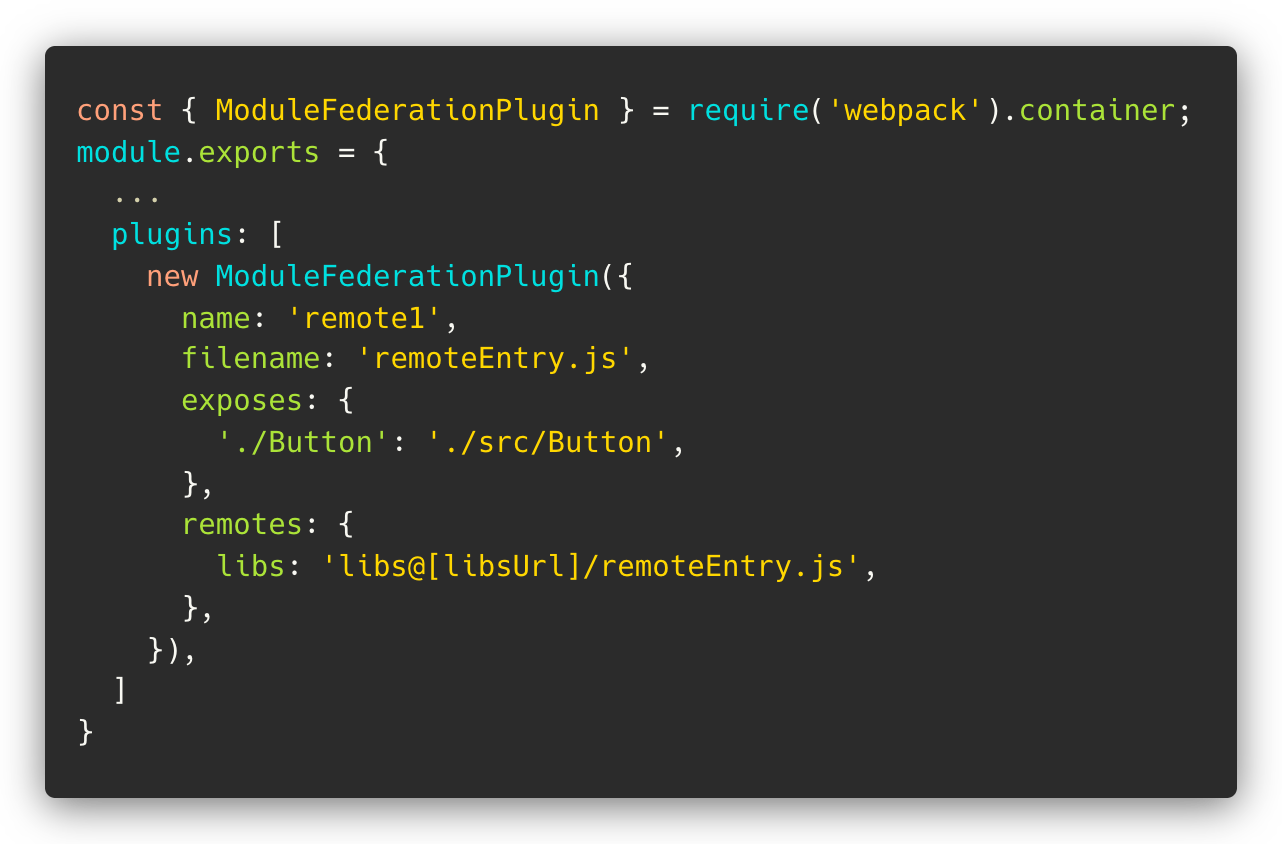 const { ModuleFederationPlugin } = require('webpack').container;
module.exports = {
  ...
  plugins: [
    new ModuleFederationPlugin({
      name: 'remote1',
      filename: 'remoteEntry.js',
      exposes: {
        './Button': './src/Button',
      },
      remotes: {
        libs: 'libs@[libsUrl]/remoteEntry.js',
      },
    }),
  ]
}